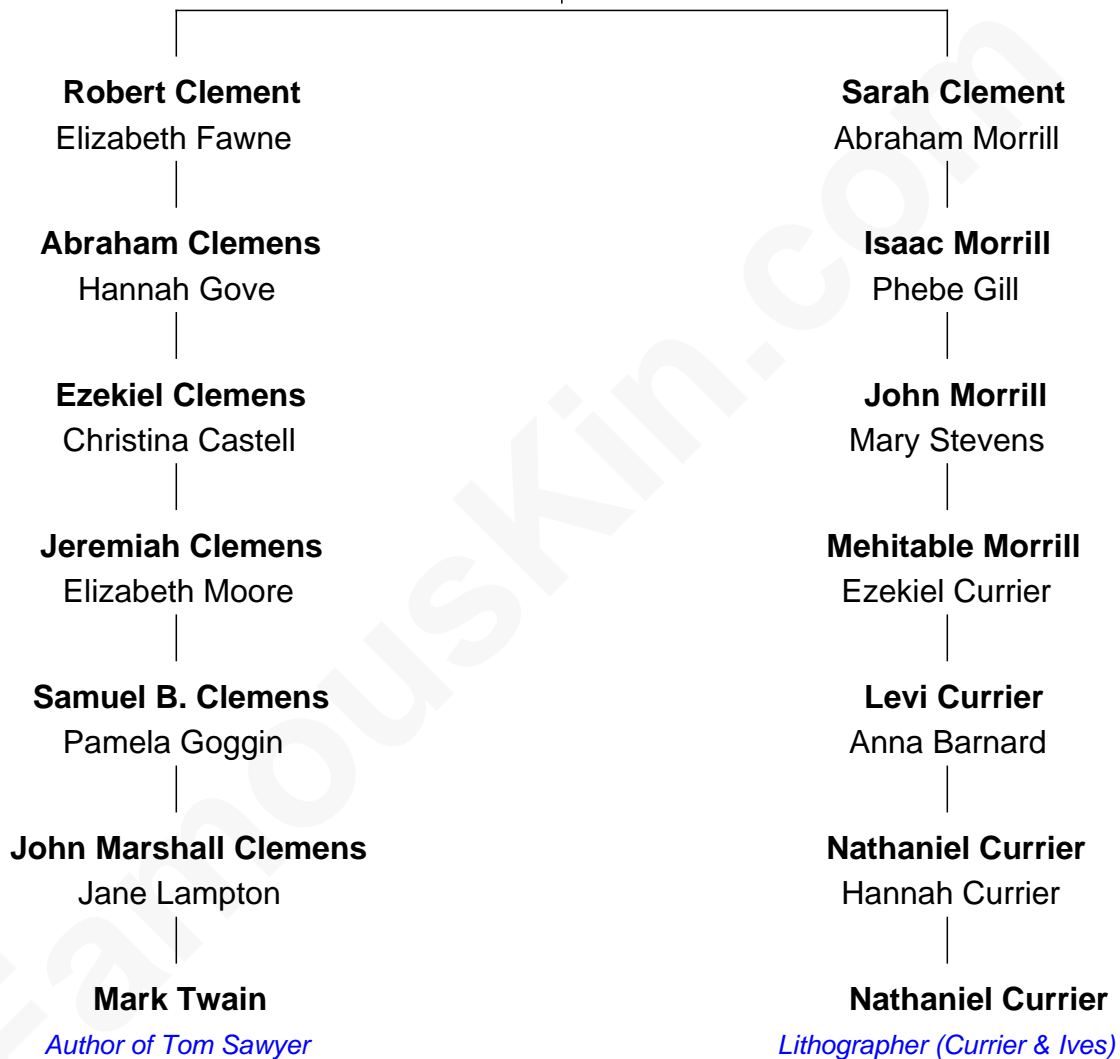 Robert Clement
Elizabeth Fawne
Abraham Clemens
Hannah Gove
Ezekiel Clemens
Christina Castell
Jeremiah Clemens
Elizabeth Moore
Samuel B. Clemens
Pamela Goggin
John Marshall Clemens
Jane Lampton
Mark Twain
Author of Tom Sawyer
Sarah Clement
Abraham Morrill
Isaac Morrill
Phebe Gill
John Morrill
Mary Stevens
Mehitable Morrill
Ezekiel Currier
Levi Currier
Anna Barnard
Nathaniel Currier
Hannah Currier
Nathaniel Currier
Lithographer (Currier & Ives)
FamousKin.com